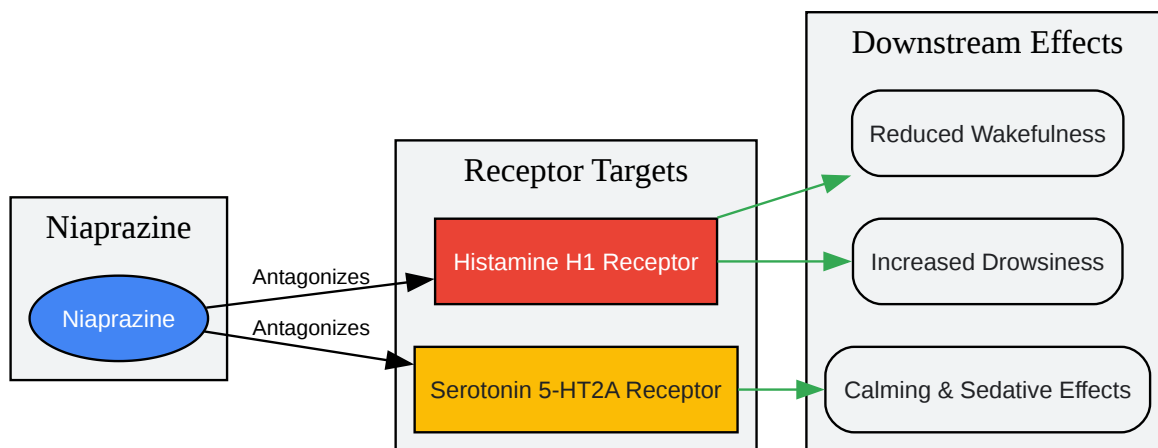 Niaprazine
Niaprazine
Antagonizes
Antagonizes
Receptor Targets
Histamine H1 Receptor
Serotonin 5-HT2A Receptor
Downstream Effects
Reduced Wakefulness
Increased Drowsiness
Calming & Sedative Effects